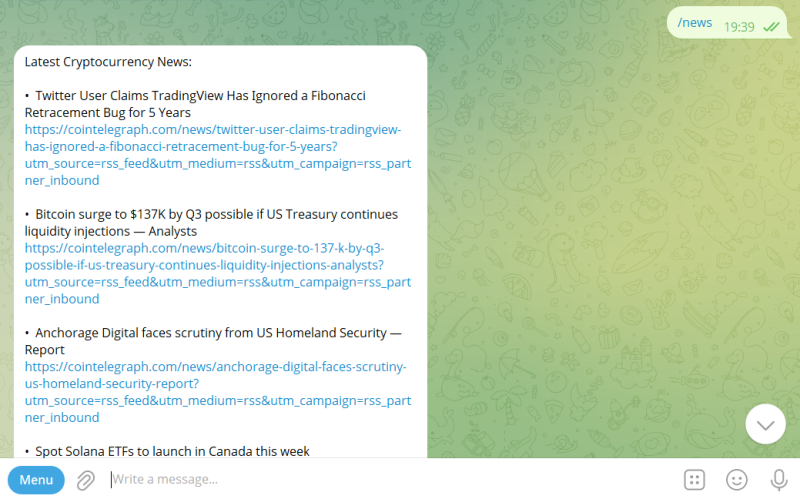 /news 19:39
Latest Cryptocurrency News:
• Twitter User Claims TradingView Has Ignored a Fibonacci
Retracement Bug for 5 Years
https://cointelegraph.com/news/twitter-user-claims-tradingview-
has-ignored-a-fibonacci-retracement-bug-for-5-years?
utm_source=rss_feed&utm_medium=rss&utm_campaign=rss_part
ner_inbound
• Bitcoin surge to $137K by Q3 possible if US Treasury continues
liquidity injections — Analysts
https://cointelegraph.com/news/bitcoin-surge-to-137-k-by-q3-
possible-if-us-treasury-continues-liquidity-injections-analysts?
utm_source=rss_feed&utm_medium=rss&utm_campaign=rss_part
ner_inbound
• Anchorage Digital faces scrutiny from US Homeland Security —
Report
https://cointelegraph.com/news/anchorage-digital-faces-scrutiny-
us-homeland-security-report?
utm_source=rss_feed&utm_medium=rss&utm_campaign=rss_part
ner_inbound
• Spot Solana ETFs to launch in Canada this week
Menu Write a message...